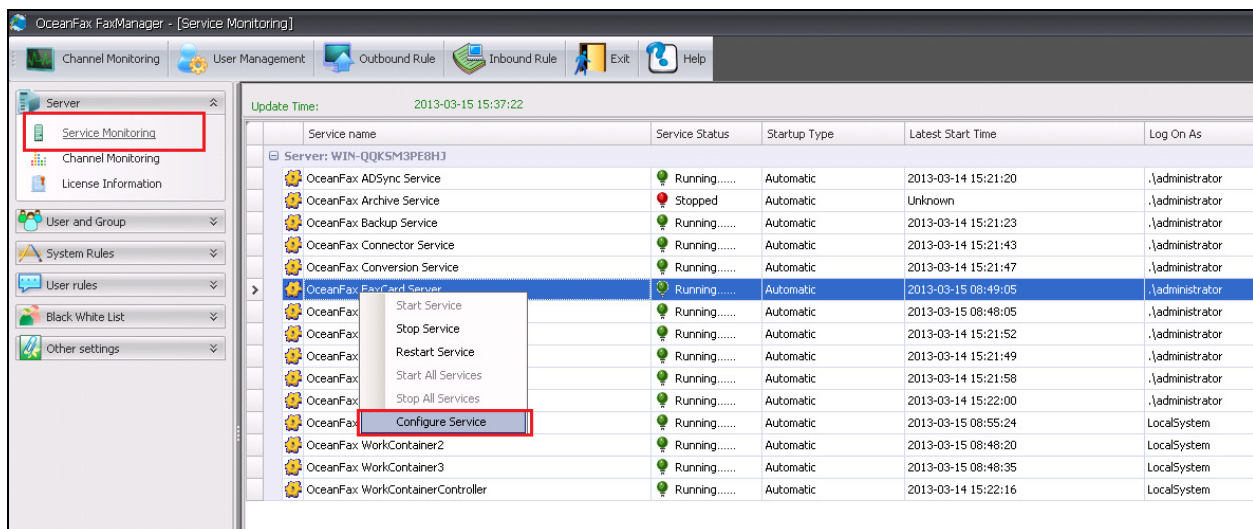 OceanFax FaxManager - [Service Monitoring]
Channel Monitoring User Management Outbound Rule Inbound Rule Exit Help
Server
Service Monitoring
Channel Monitoring
License Information
User and Group
System Rules
User rules
Black White List
Other settings
Update Time: 2013-03-15 15:37:22
Service name Service Status Startup Type Latest Start Time Log On As
Server: WIN-QQKSM3PE8HJ
OceanFax ADSync Service Running...... Automatic 2013-03-14 15:21:20 .\administrator
OceanFax Archive Service Stopped Automatic Unknown .\administrator
OceanFax Backup Service Running...... Automatic 2013-03-14 15:21:23 .\administrator
OceanFax Connector Service Running...... Automatic 2013-03-14 15:21:43 .\administrator
OceanFax Conversion Service Running...... Automatic 2013-03-14 15:21:47 .\administrator
OceanFax FaxCard Server Running...... Automatic 2013-03-15 08:49:05 .\administrator
OceanFax Running...... Automatic 2013-03-15 08:48:05 .\administrator
OceanFax Running...... Automatic 2013-03-14 15:21:52 .\administrator
OceanFax Running...... Automatic 2013-03-14 15:21:49 .\administrator
OceanFax Running...... Automatic 2013-03-14 15:21:58 .\administrator
OceanFax Running...... Automatic 2013-03-14 15:22:00 .\administrator
OceanFax Running...... Automatic 2013-03-15 08:55:24 LocalSystem
OceanFax WorkContainer2 Running...... Automatic 2013-03-15 08:48:20 LocalSystem
OceanFax WorkContainer3 Running...... Automatic 2013-03-15 08:48:35 LocalSystem
OceanFax WorkContainerController Running...... Automatic 2013-03-14 15:22:16 LocalSystem
Start Service
Stop Service
Restart Service
Start All Services
Stop All Services
Configure Service